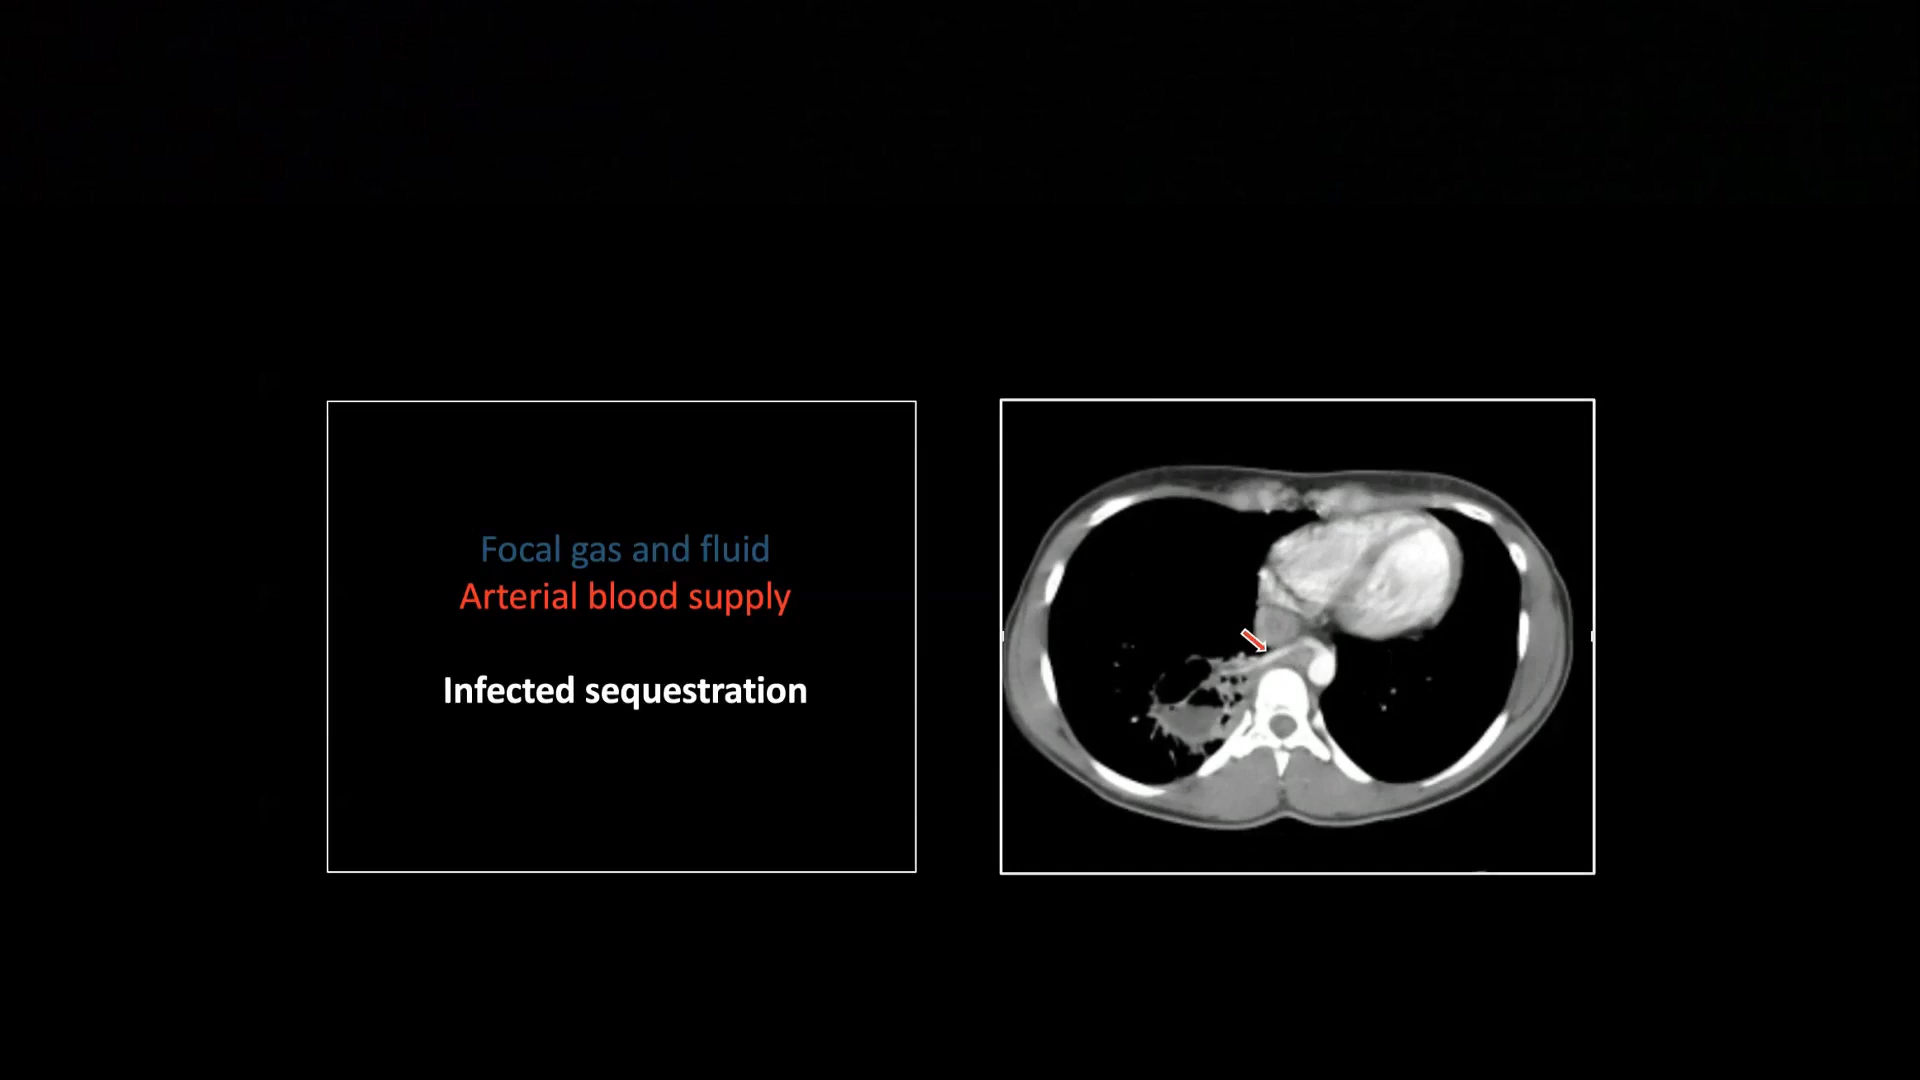 Focal gas and fluid
Arterial blood supply
Infected sequestration